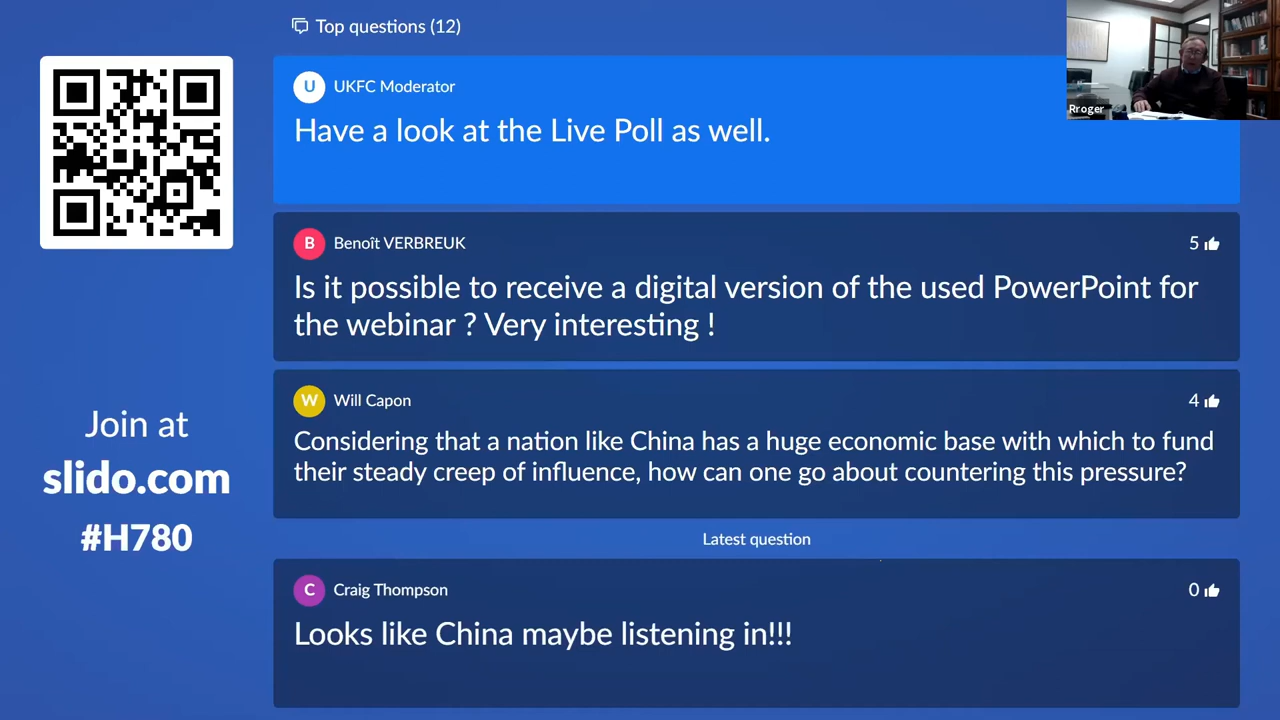 Top questions (12)
U
UKFC Moderator
Have a look at the Live Poll as well.
Rroger
B
Benoît VERBREUK
5
Is it possible to receive a digital version of the used PowerPoint for
the webinar ? Very interesting !
W
Will Capon
4
Considering that a nation like China has a huge economic base with which to fund
their steady creep of influence, how can one go about countering this pressure?
Join at
slido.com
#H780
Latest question
C
Craig Thompson
0
Looks like China maybe listening in!!!